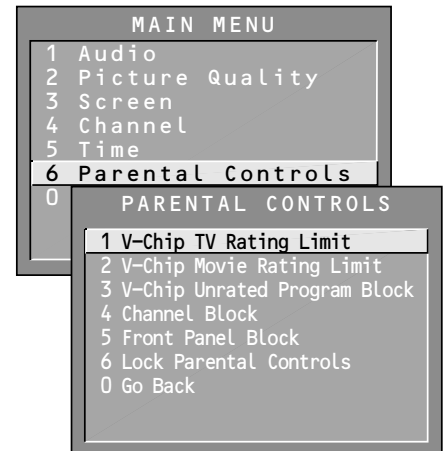 MAIN MENU
1 Audio
2 Picture Quality
3 Screen
4 Channel
5 Time
6 Parental Controls
0
PARENTAL CONTROLS
1 V-Chip TV Rating Limit
2 V-Chip Movie Rating Limit
3 V-Chip Unrated Program Block
4 Channel Block
5 Front Panel Block
6 Lock Parental Controls
0 Go Back